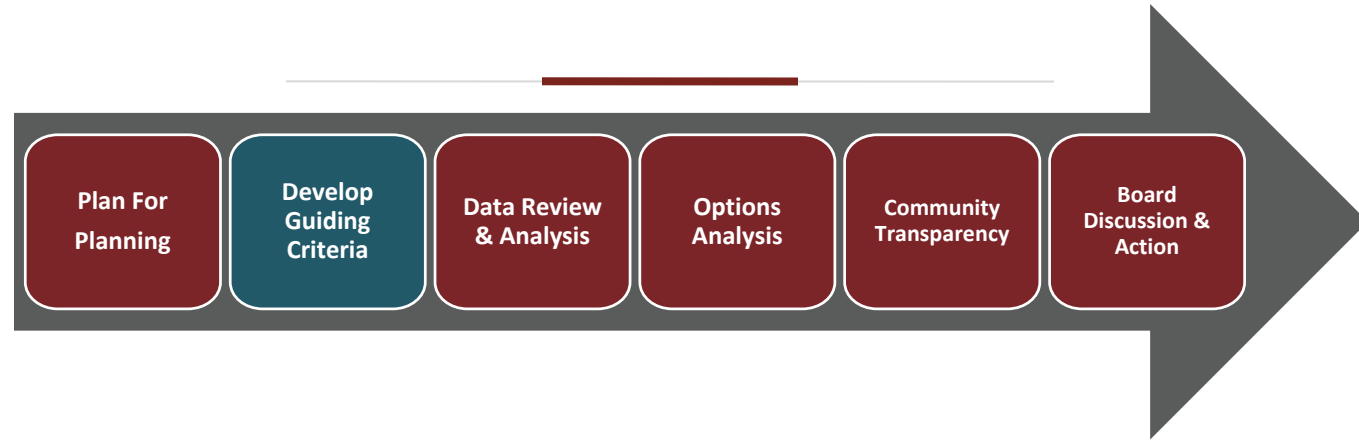 Plan For
Planning
Develop
Guiding
Criteria
Data Review
& Analysis
Options
Analysis
Community
Transparency
Board
Discussion &
Action